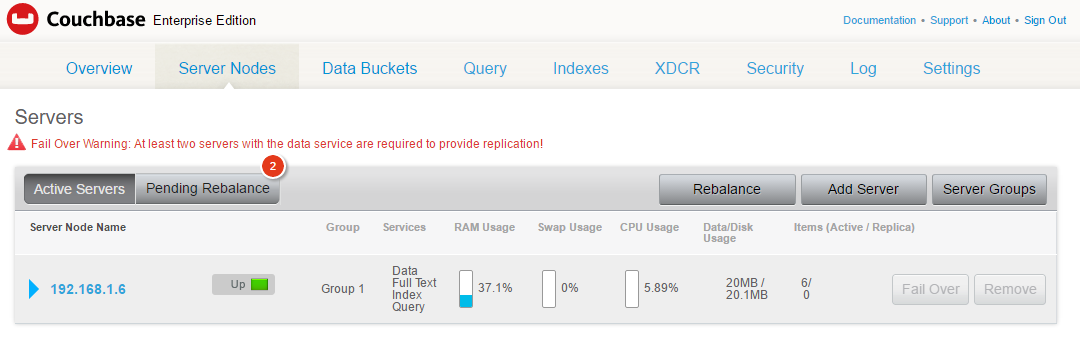 Couchbase Enterprise Edition
Documentation • Support • About • Sign Out
Overview Server Nodes Data Buckets Query Indexes XDCR Security Log Settings
Servers
Fail Over Warning: At least two servers with the data service are required to provide replication!
2
Active Servers Pending Rebalance Rebalance Add Server Server Groups
Server Node Name Group Services RAM Usage Swap Usage CPU Usage Data/Disk Usage Items (Active / Replica)
192.168.1.6 Up Group 1
Data
Full Text
Index
Query
37.1% 0% 5.89%
20MB /
20.1MB
6/
0
Fail Over Remove